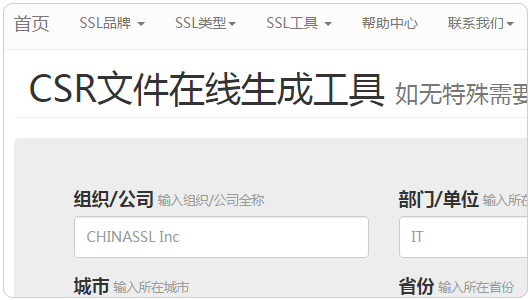 首页 SSL品牌 SSL类型 SSL工具 帮助中心 联系我们
CSR文件在线生成工具 如无特殊需要
组织/公司 输入组织/公司全称 部门/单位 输入所在
CHINASSL Inc IT
城市 输入所在城市 省份 输入所在省份